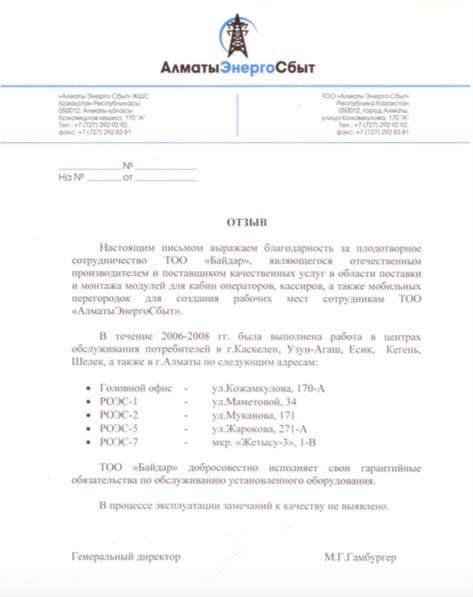 АлматыЭнергоСбыт
«Алматы Энерго Сбыт» ЖШС
Қазақстан Республикасы
050012, Алматы қаласы
Қожамқұлов көшесі, 170 "А"
Тел.: +7 (727) 292 92 92,
факс: +7 (727) 292 83 81
ТОО «Алматы Энерго Сбыт»
Республика Казахстан
050012, город Алматы,
улица Кожамкулова, 170 "А"
Тел.: +7 (727) 292 92 92,
факс: +7 (727) 292 83 81
№
На № от
ОТЗЫВ
Настоящим письмом выражаем благодарность за плодотворное
сотрудничество ТОО «Байдар», являющегося отечественным
производителем и поставщиком качественных услуг в области поставки
и монтажа модулей для кабин операторов, кассиров, а также мобильных
перегородок для создания рабочих мест сотрудникам ТОО
«АлматыЭнергоСбыт».
В течение 2006-2008 гг. была выполнена работа в центрах
обслуживания потребителей в г.Каскелен, Узун-Агаш, Есик, Кегень,
Шелек, а также в г.Алматы по следующим адресам:
• Головной офис - ул.Кожамкулова, 170-А
• РОЭС-1 - ул.Маметовой, 34
• РОЭС-2 - ул.Муканова, 171
• РОЭС-5 - ул.Жарокова, 271-А
• РОЭС-7 - мкр. «Жетысу-3», 1-В
ТОО «Байдар» добросовестно исполняет свои гарантийные
обязательства по обслуживанию установленного оборудования.
В процессе эксплуатации замечаний к качеству не выявлено.
Генеральный директор М.Г.Гамбургер